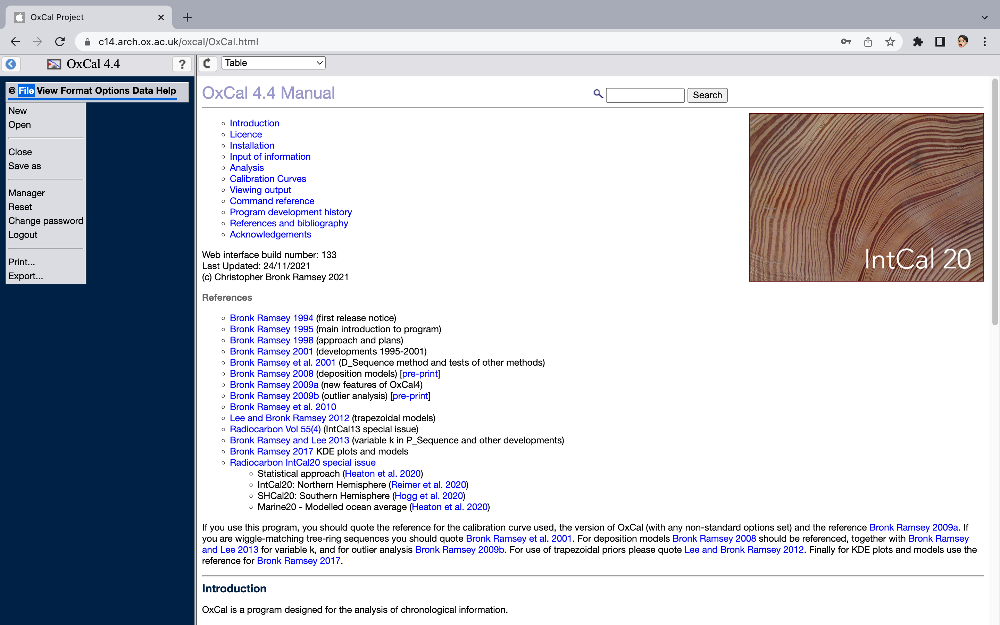 OxCal Project
c14.arch.ox.ac.uk/oxcal/OxCal.html
OxCal 4.4
?
Table
@ File View Format Options Data Help
New
Open
Close
Save as
Manager
Reset
Change password
Logout
Print...
Export...
OxCal 4.4 Manual
Search
Introduction
Licence
Installation
Input of information
Analysis
Calibration Curves
Viewing output
Command reference
Program development history
References and bibliography
Acknowledgements
IntCal 20
Web interface build number: 133
Last Updated: 24/11/2021
(c) Christopher Bronk Ramsey 2021
References
Bronk Ramsey 1994 (first release notice)
Bronk Ramsey 1995 (main introduction to program)
Bronk Ramsey 1998 (approach and plans)
Bronk Ramsey 2001 (developments 1995-2001)
Bronk Ramsey et al. 2001 (D_Sequence method and tests of other methods)
Bronk Ramsey 2008 (deposition models) [pre-print]
Bronk Ramsey 2009a (new features of OxCal4)
Bronk Ramsey 2009b (outlier analysis) [pre-print]
Bronk Ramsey et al. 2010
Lee and Bronk Ramsey 2012 (trapezoidal models)
Radiocarbon Vol 55(4) (IntCal13 special issue)
Bronk Ramsey and Lee 2013 (variable k in P_Sequence and other developments)
Bronk Ramsey 2017 KDE plots and models
Radiocarbon IntCal20 special issue
Statistical approach (Heaton et al. 2020)
IntCal20: Northern Hemisphere (Reimer et al. 2020)
SHCal20: Southern Hemisphere (Hogg et al. 2020)
Marine20 - Modelled ocean average (Heaton et al. 2020)
If you use this program, you should quote the reference for the calibration curve used, the version of OxCal (with any non-standard options set) and the reference Bronk Ramsey 2009a. If
you are wiggle-matching tree-ring sequences you should quote Bronk Ramsey et al. 2001. For deposition models Bronk Ramsey 2008 should be referenced, together with Bronk Ramsey
and Lee 2013 for variable k, and for outlier analysis Bronk Ramsey 2009b. For use of trapezoidal priors please quote Lee and Bronk Ramsey 2012. Finally for KDE plots and models use the
reference for Bronk Ramsey 2017.
Introduction
OxCal is a program designed for the analysis of chronological information.